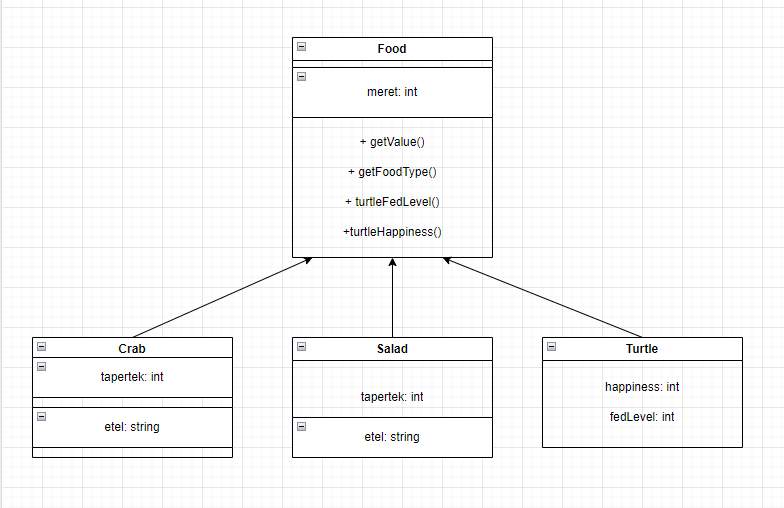 Food
meret: int
+ getValue()
+ getFoodType()
+ turtleFedLevel()
+turtleHappiness()
Crab
tapertek: int
etel: string
Salad
tapertek: int
etel: string
Turtle
happiness: int
fedLevel: int